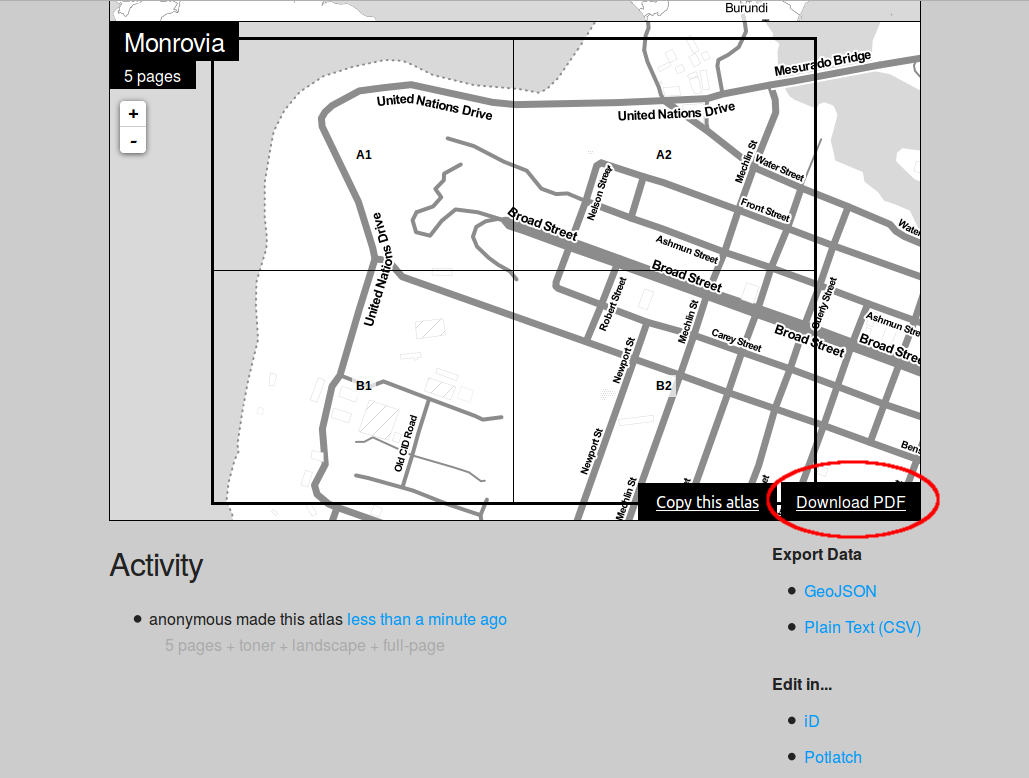 Burundi
Monrovia
5 pages
+
-
Mesurado Bridge
United Nations Drive
United Nations Drive
A1
A2
Mechlin St
Water Street
Nelson Street
Front Street
Broad Street
Water
Ashmun Street
United Nations Drive
Broad Street
Robert Street
Mechlin St
Ashmun Stre
Carey Street
Broad Street
Broad Stre
Newport St
B1
B2
Old CID Road
Newport St
Mechlin St
Copy this atlas
Download PDF
Activity
anonymous made this atlas less than a minute ago
5 pages + toner + landscape + full-page
Export Data
GeoJSON
Plain Text (CSV)
Edit in...
iD
Potlatch